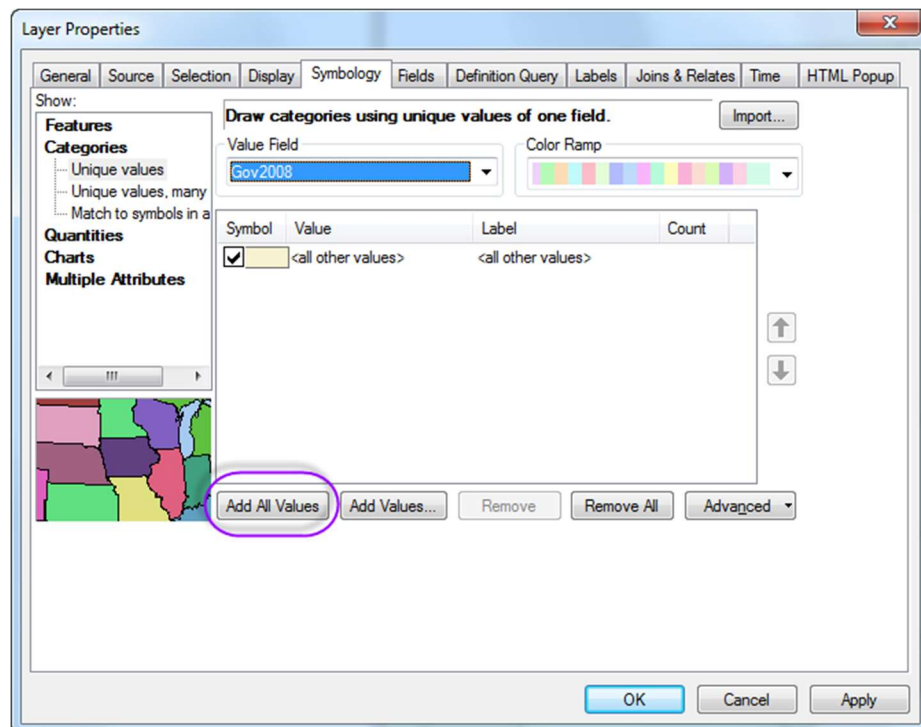 Layer Properties
General Source Selection Display Symbology Fields Definition Query Labels Joins & Relates Time HTML Popup
Show:
Features
Categories
Unique values
Unique values, many
Match to symbols in a
Quantities
Charts
Multiple Attributes
Draw categories using unique values of one field.
Import...
Value Field
Color Ramp
Gov2008
Symbol Value Label Count
<all other values> <all other values>
Add All Values Add Values... Remove Remove All Advanced
OK Cancel Apply